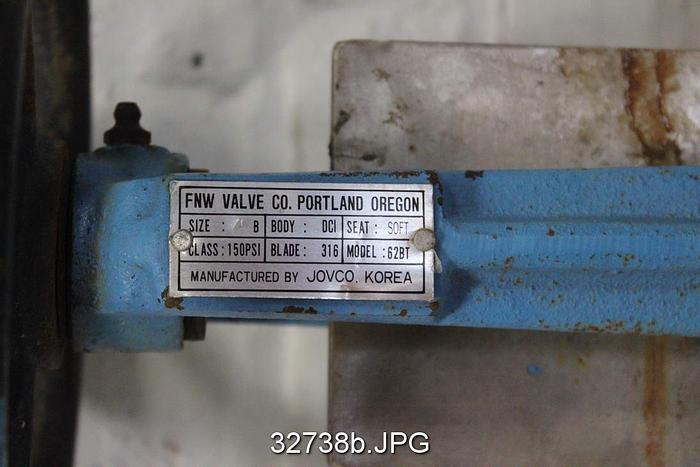 FNW VALVE CO. PORTLAND OREGON
SIZE : B BODY : DCI SEAT : SOFT
CLASS : 150PSI BLADE : 316 MODEL : 62BT
MANUFACTURED BY JOVCO. KOREA
32738b.JPG